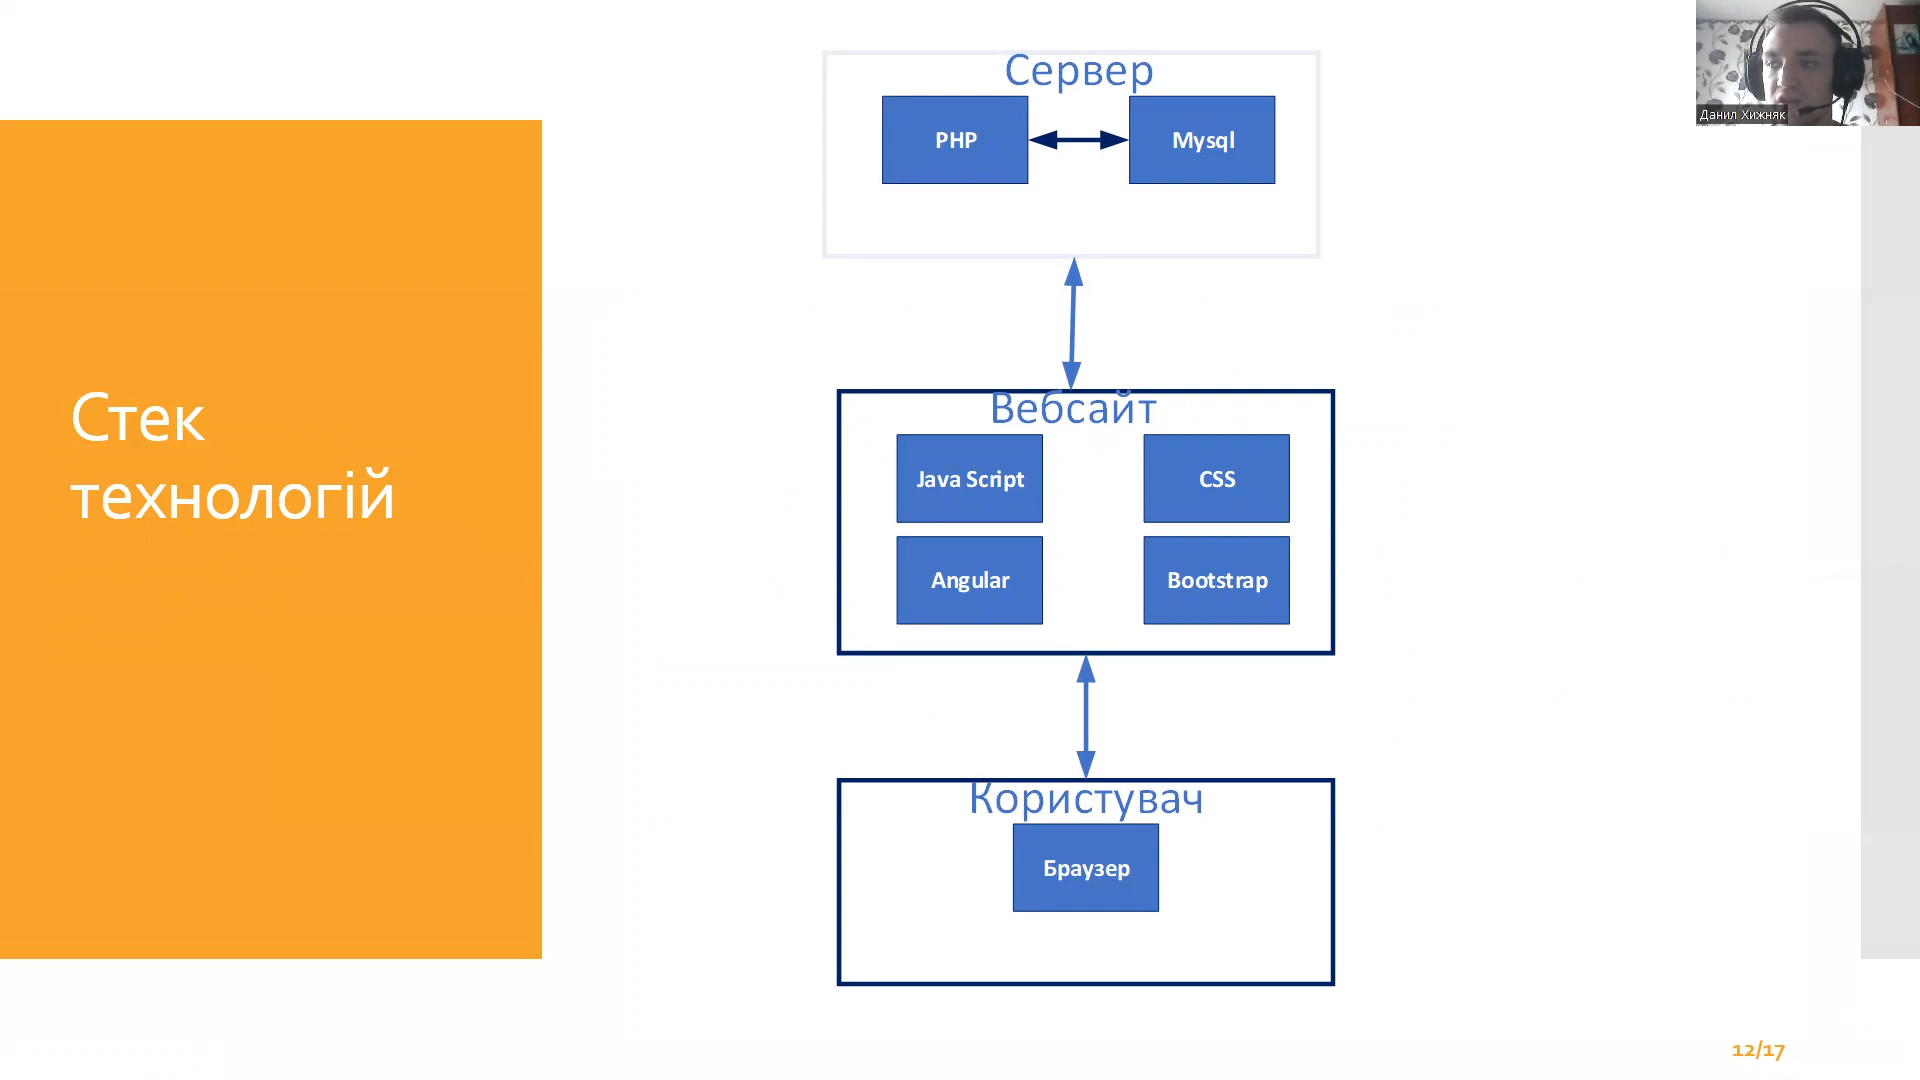 Сервер
PHP
Mysql
Данил Хижняк
Стек
технологій
Вебсайт
Java Script
CSS
Angular
Bootstrap
Користувач
Браузер
12/17